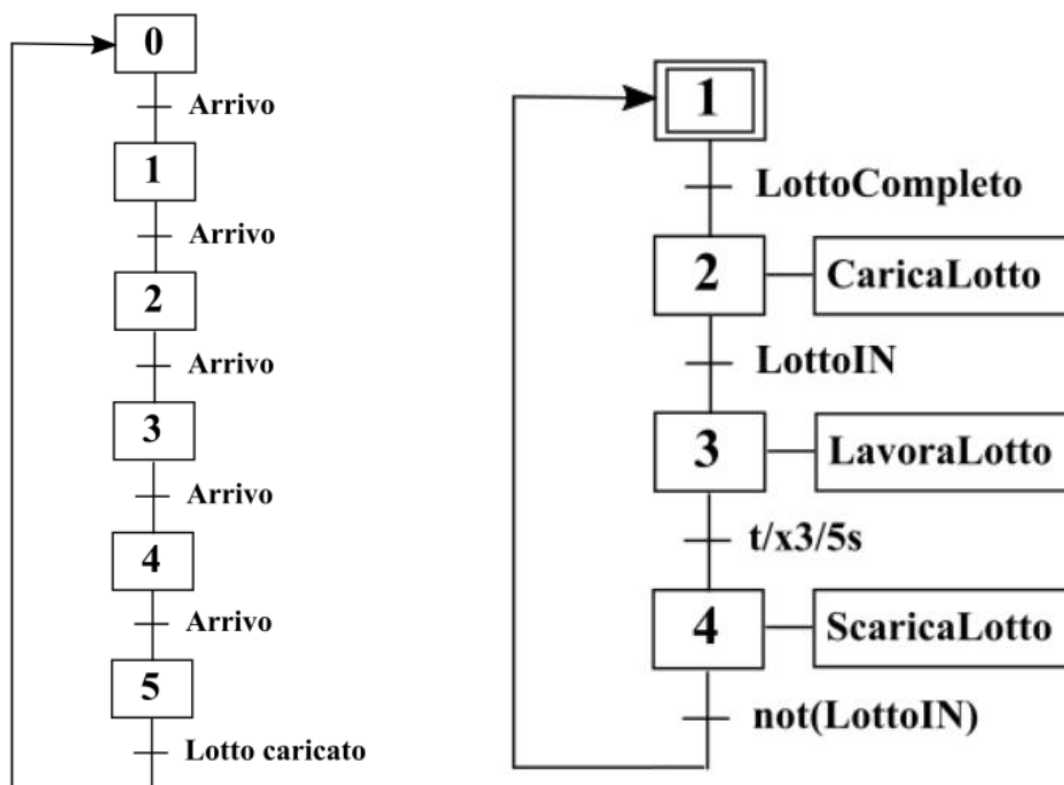 0
Arrivo
1
Arrivo
2
Arrivo
3
Arrivo
4
Arrivo
5
Lotto caricato
1
LottoCompleto
2
CaricaLotto
LottoIN
3
LavoraLotto
t/x3/5s
4
ScaricaLotto
not(LottoIN)